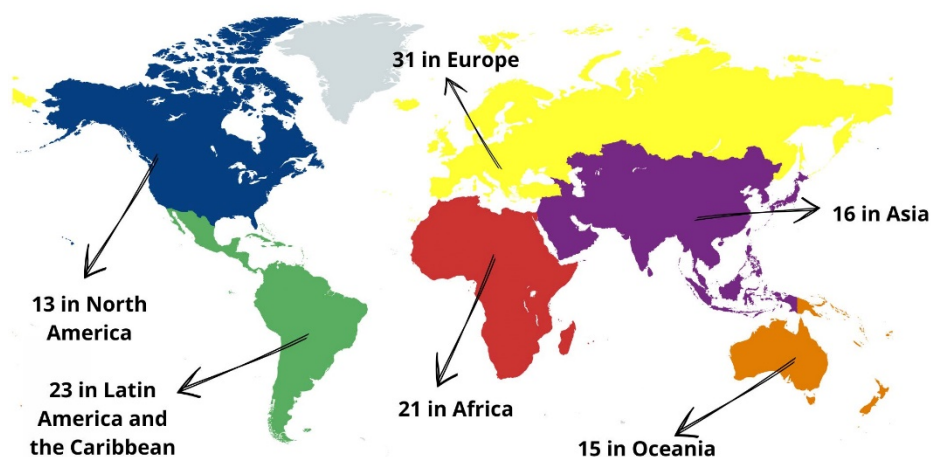 31 in Europe
16 in Asia
13 in North
America
23 in Latin
America and
the Caribbean
21 in Africa
15 in Oceania